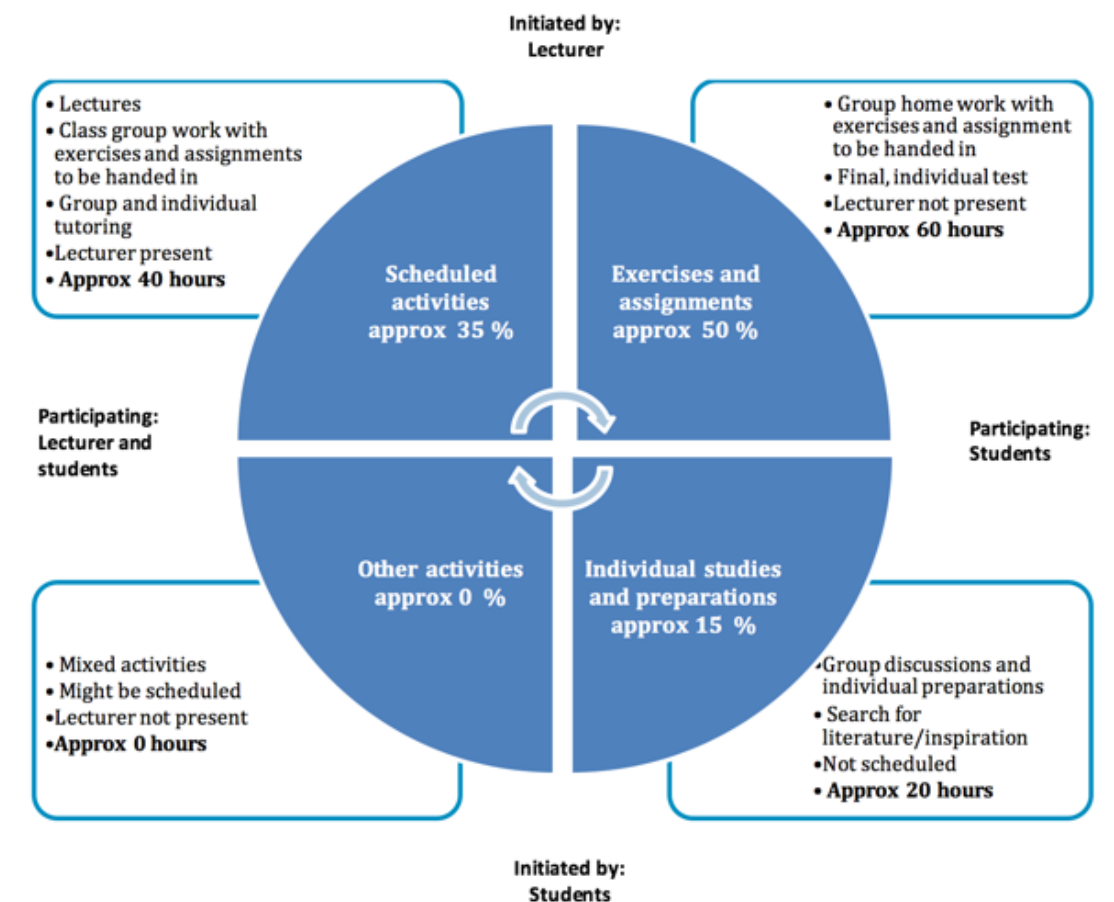 Initiated by:
Lecturer
• Lectures
• Class group work with
exercises and assignments
to be handed in
• Group and individual
tutoring
•Lecturer present
• Approx 40 hours
• Group home work with
exercises and assignment
to be handed in
• Final, individual test
•Lecturer not present
• Approx 60 hours
Scheduled
activities
approx 35 %
Exercises and
assignments
approx 50 %
Participating:
Lecturer and
students
Participating:
Students
Other activities
approx 0 %
Individual studies
and preparations
approx 15 %
• Mixed activities
• Might be scheduled
•Lecturer not present
•Approx 0 hours
•Group discussions and
individual preparations
• Search for
literature/inspiration
•Not scheduled
• Approx 20 hours
Initiated by:
Students